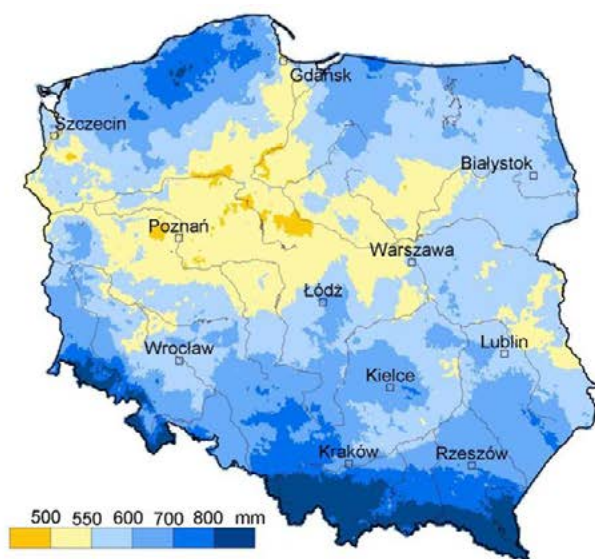 Gdańsk
Szczecin
Białystok
Poznań
Warszawa
Łódź
Wrocław
Lublin
Kielce
Kraków
Rzeszów
500 550 600 700 800 mm